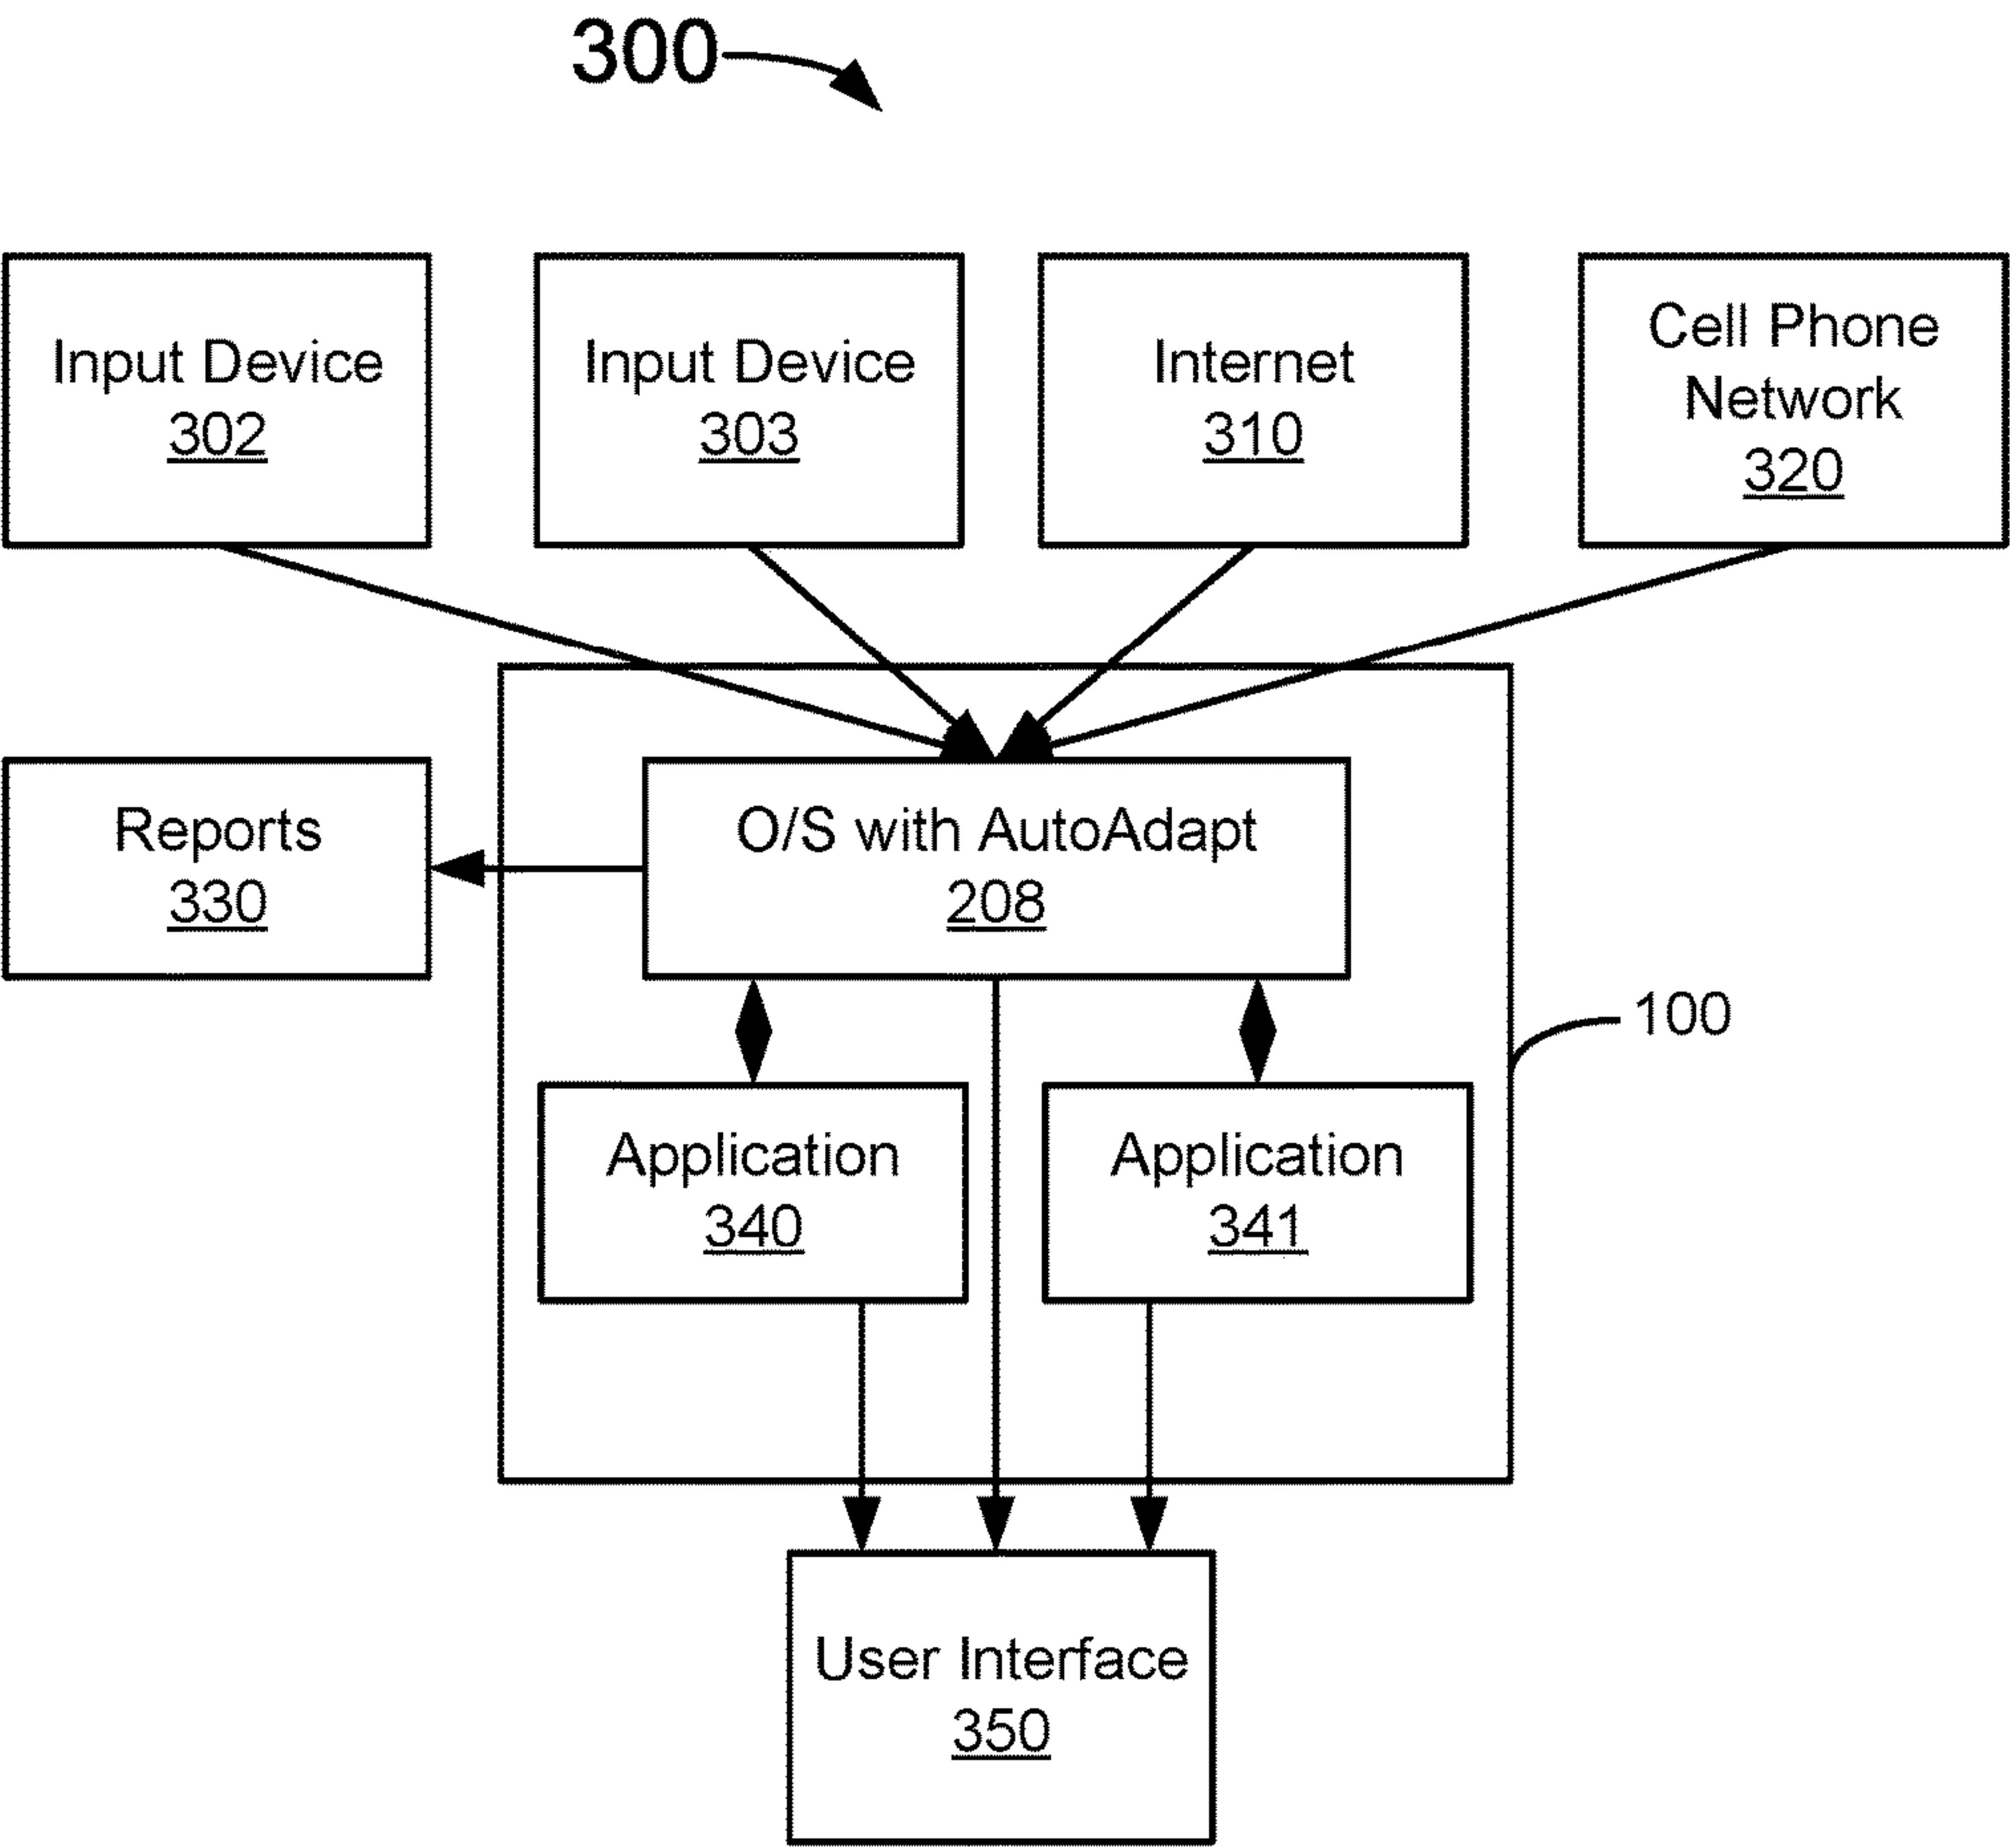 300
Input Device
302
Input Device
303
Internet
310
Cell Phone
Network
320
Reports
330
O/S with AutoAdapt
208
100
Application
340
Application
341
User Interface
350